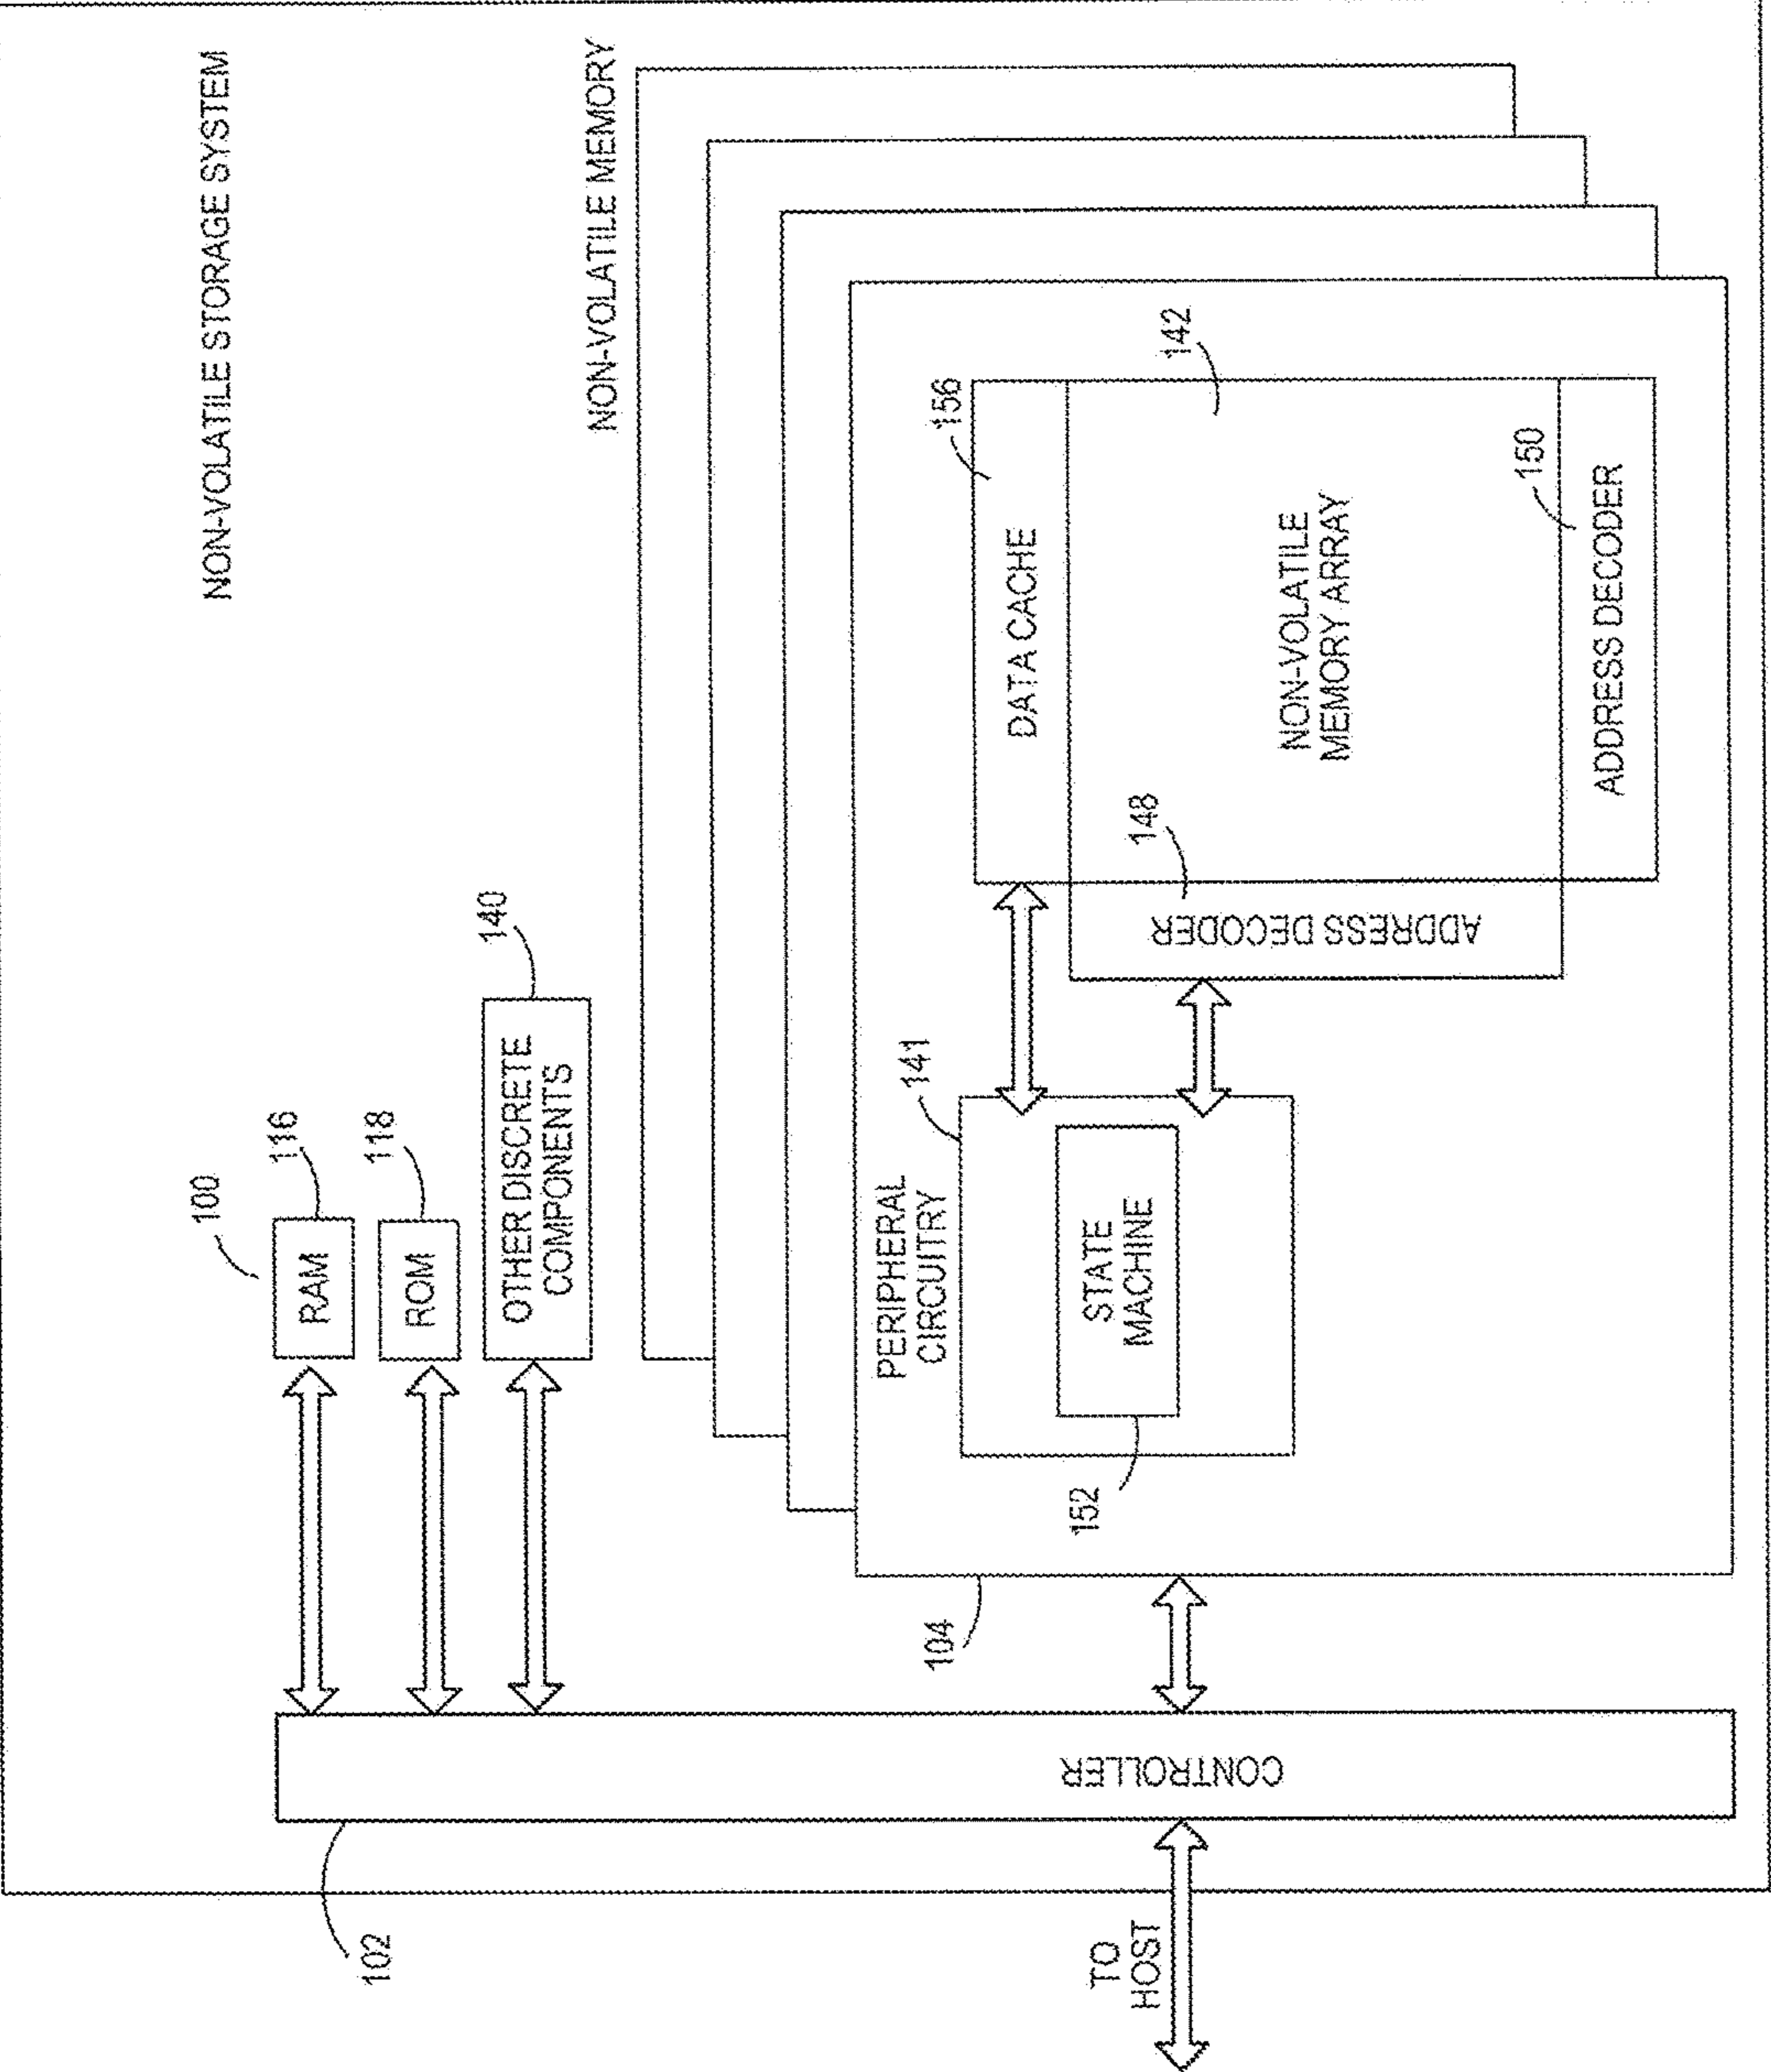 NON-VOLATILE STORAGE SYSTEM
100
RAM
116
ROM
118
OTHER DISCRETE
COMPONENTS
140
NON-VOLATILE MEMORY
102
CONTROLLER
TO
HOST
104
PERIPHERAL
CIRCUITRY
141
STATE
MACHINE
152
DATA CACHE
156
ADDRESS DECODER
148
NON-VOLATILE
MEMORY ARRAY
142
ADDRESS DECODER
150